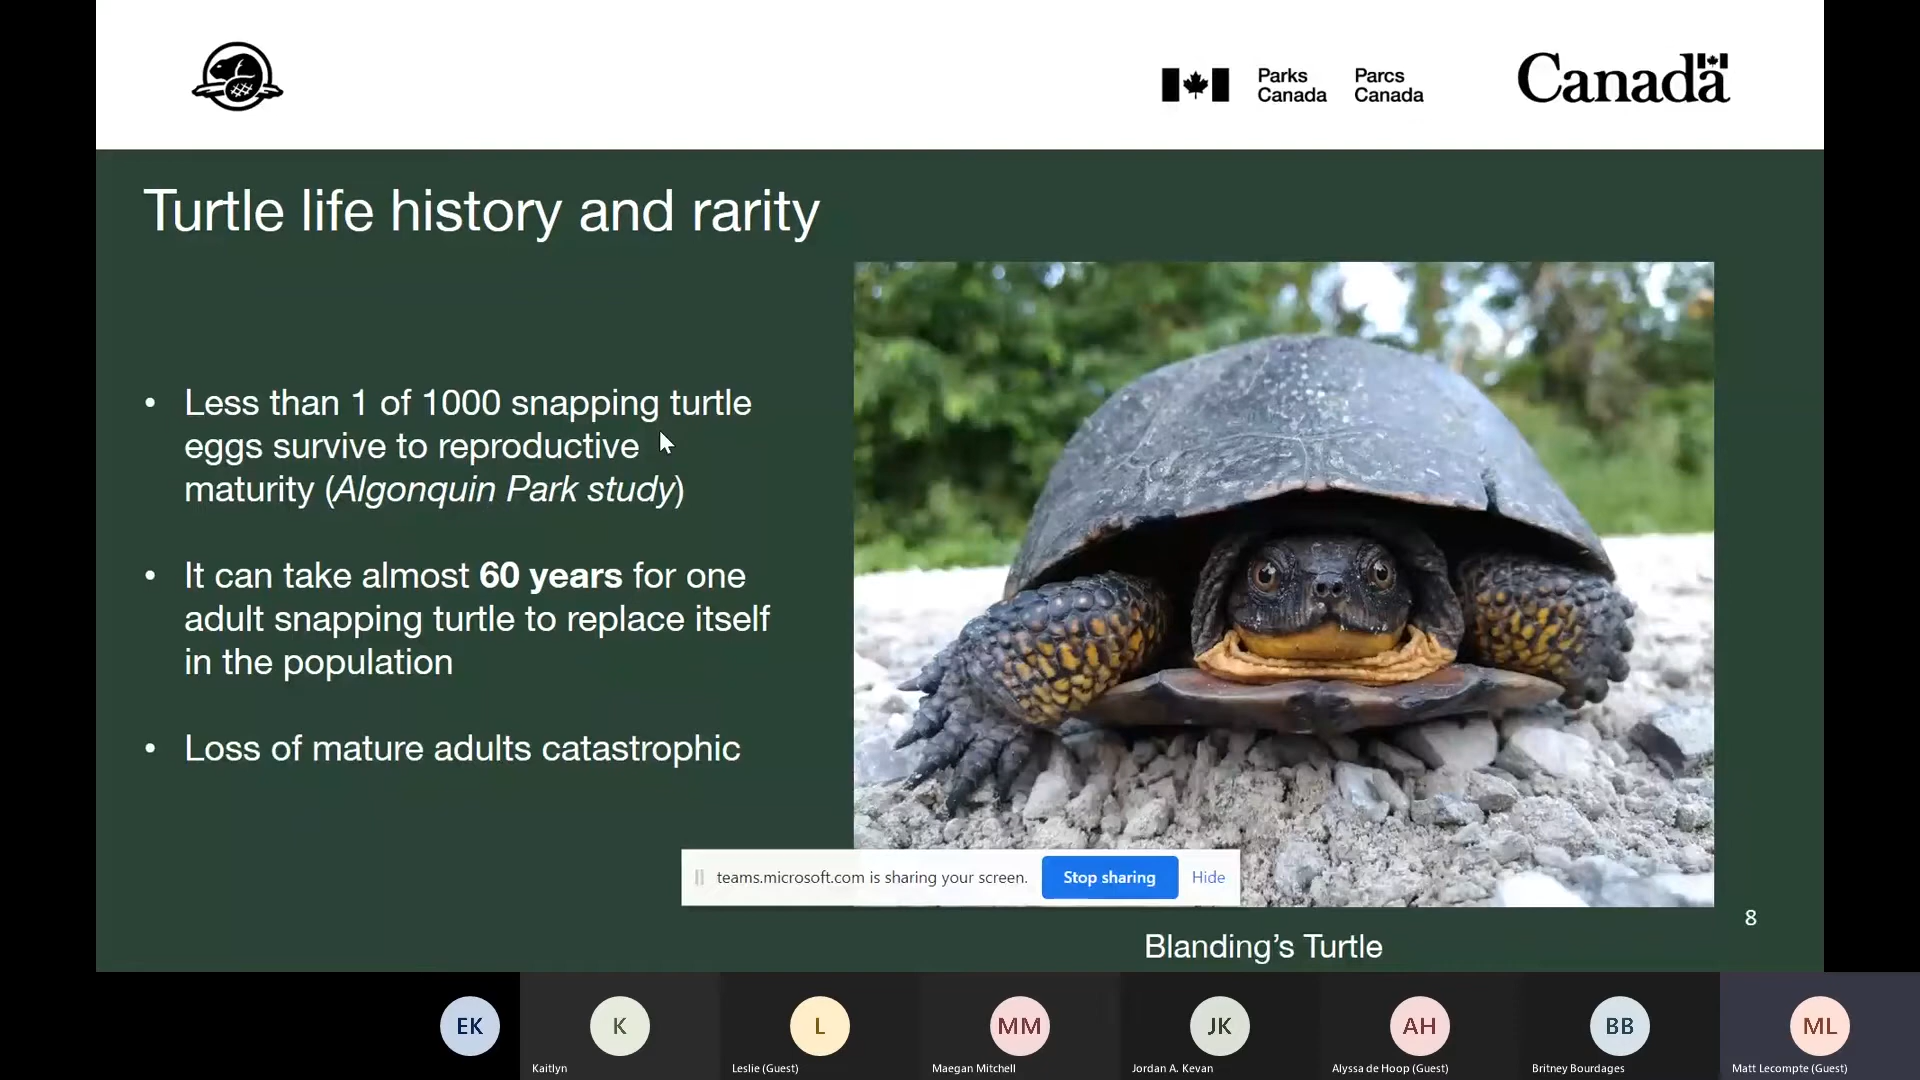 Parks
Canada
Parcs
Canada
Canada
Turtle life history and rarity
• Less than 1 of 1000 snapping turtle
eggs survive to reproductive
maturity (Algonquin Park study)
• It can take almost 60 years for one
adult snapping turtle to replace itself
in the population
• Loss of mature adults catastrophic
teams.microsoft.com is sharing your screen.
Stop sharing
Hide
8
Blanding’s Turtle
EK
K
L
MM
JK
AH
BB
ML
Kaitlyn
Leslie (Guest)
Maegan Mitchell
Jordan A. Kevan
Alyssa de Hoop (Guest)
Britney Bourdages
Matt Lecompte (Guest)